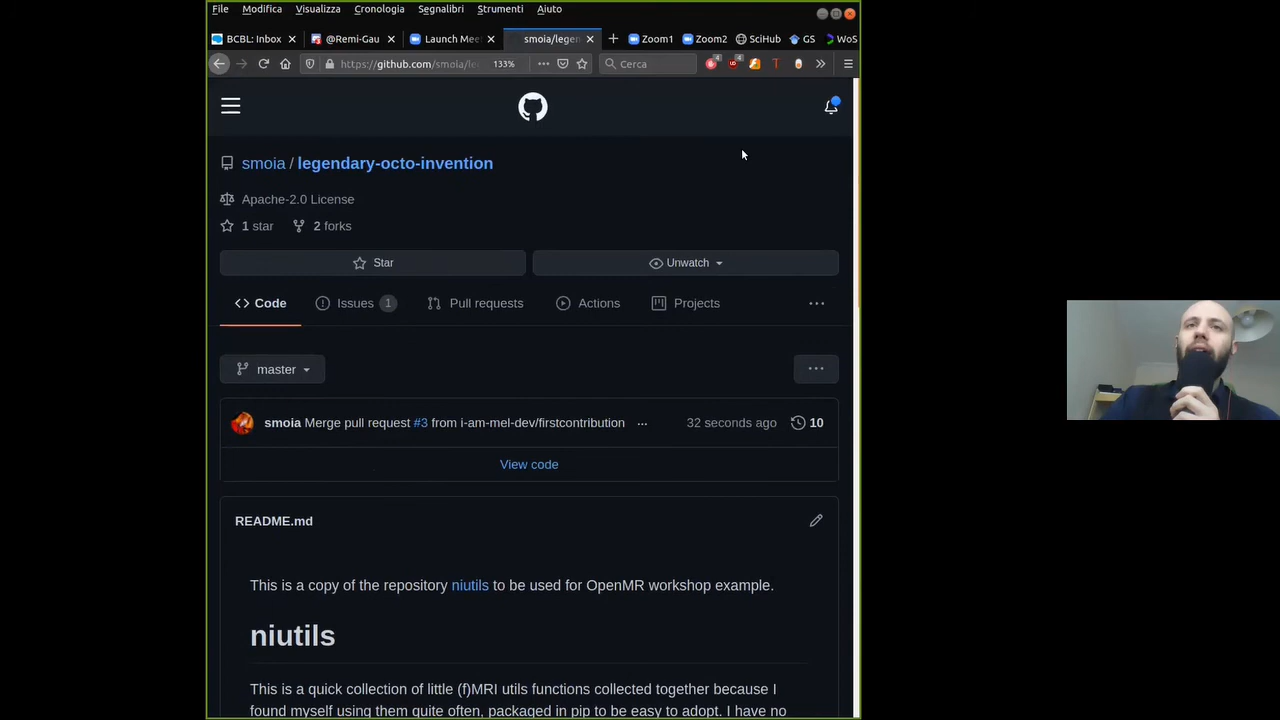 File Modifica Visualizza Cronologia Segnalibri Strumenti Aiuto
BCBL: Inbox @Remi-Gau Launch Mee smoia/legen Zoom1 Zoom2 SciHub GS WoS
https://github.com/smoia/le 133% Cerca
smoia / legendary-octo-invention
Apache-2.0 License
1 star 2 forks
Star Unwatch
Code Issues 1 Pull requests Actions Projects
master
smoia Merge pull request #3 from i-am-mel-dev/firstcontribution ... 32 seconds ago 10
View code
README.md
This is a copy of the repository niutils to be used for OpenMR workshop example.
niutils
This is a quick collection of little (f)MRI utils functions collected together because I
found myself using them quite often, packaged in pip to be easy to adopt. I have no